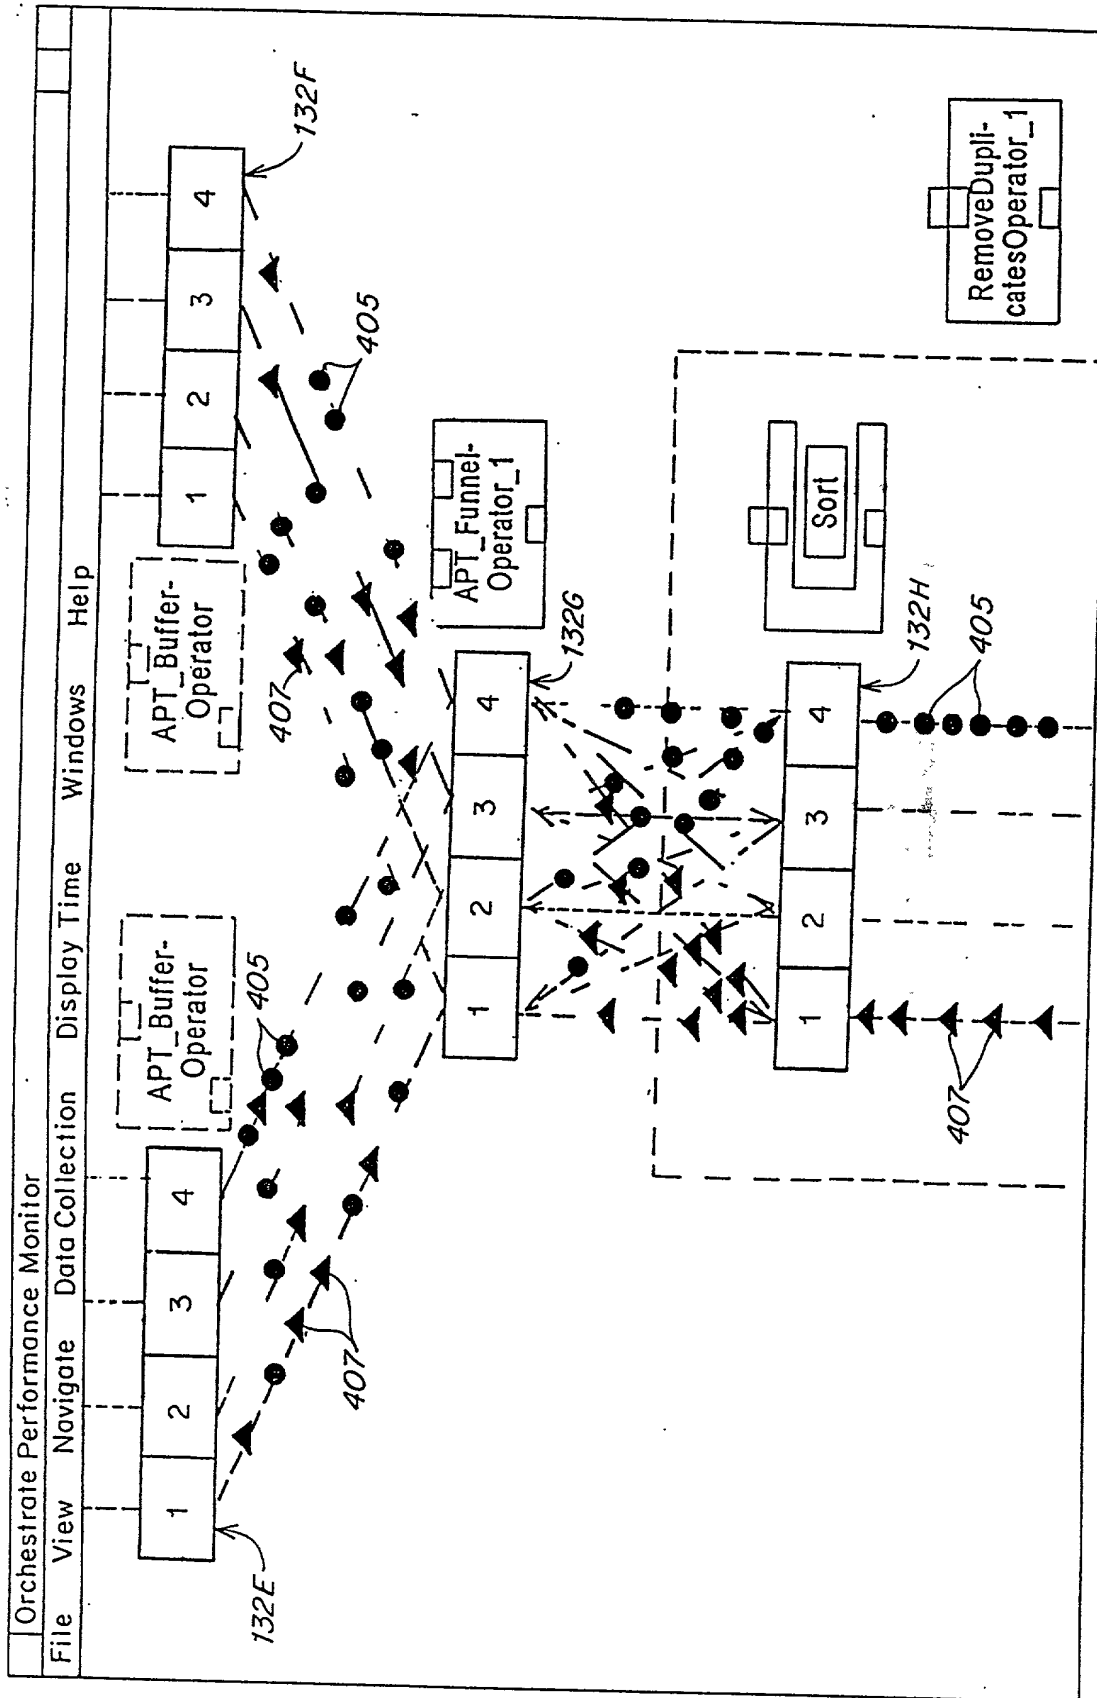 Orchestrate Performance Monitor
File View Navigate Data Collection Display Time Windows Help
APT_Buffer-
Operator
APT_Buffer-
Operator
1 2 3 4
1 2 3 4
132E
132F
405
407
407
405
APT_Funnel-
Operator_1
1 2 3 4
132G
Sort
RemoveDupli-
catesOperator_1
1 2 3 4
132H
407
405